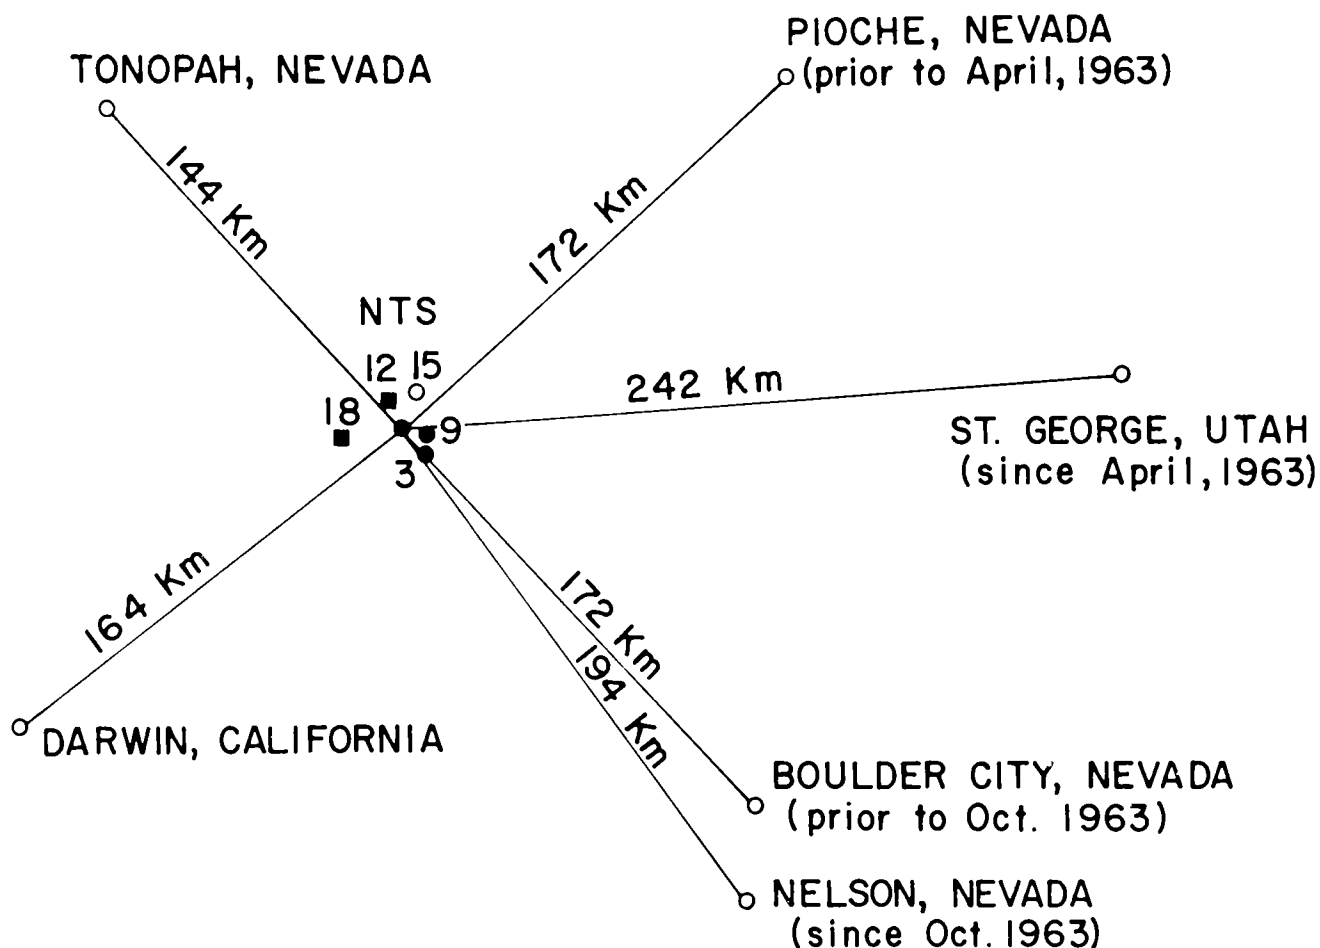 PIOCHE, NEVADA
(prior to April, 1963)
TONOPAH, NEVADA
144 Km
172 Km
NTS
12
15
18
9
3
242 Km
ST. GEORGE, UTAH
(since April, 1963)
164 Km
DARWIN, CALIFORNIA
172 Km
194 Km
BOULDER CITY, NEVADA
(prior to Oct. 1963)
NELSON, NEVADA
(since Oct. 1963)